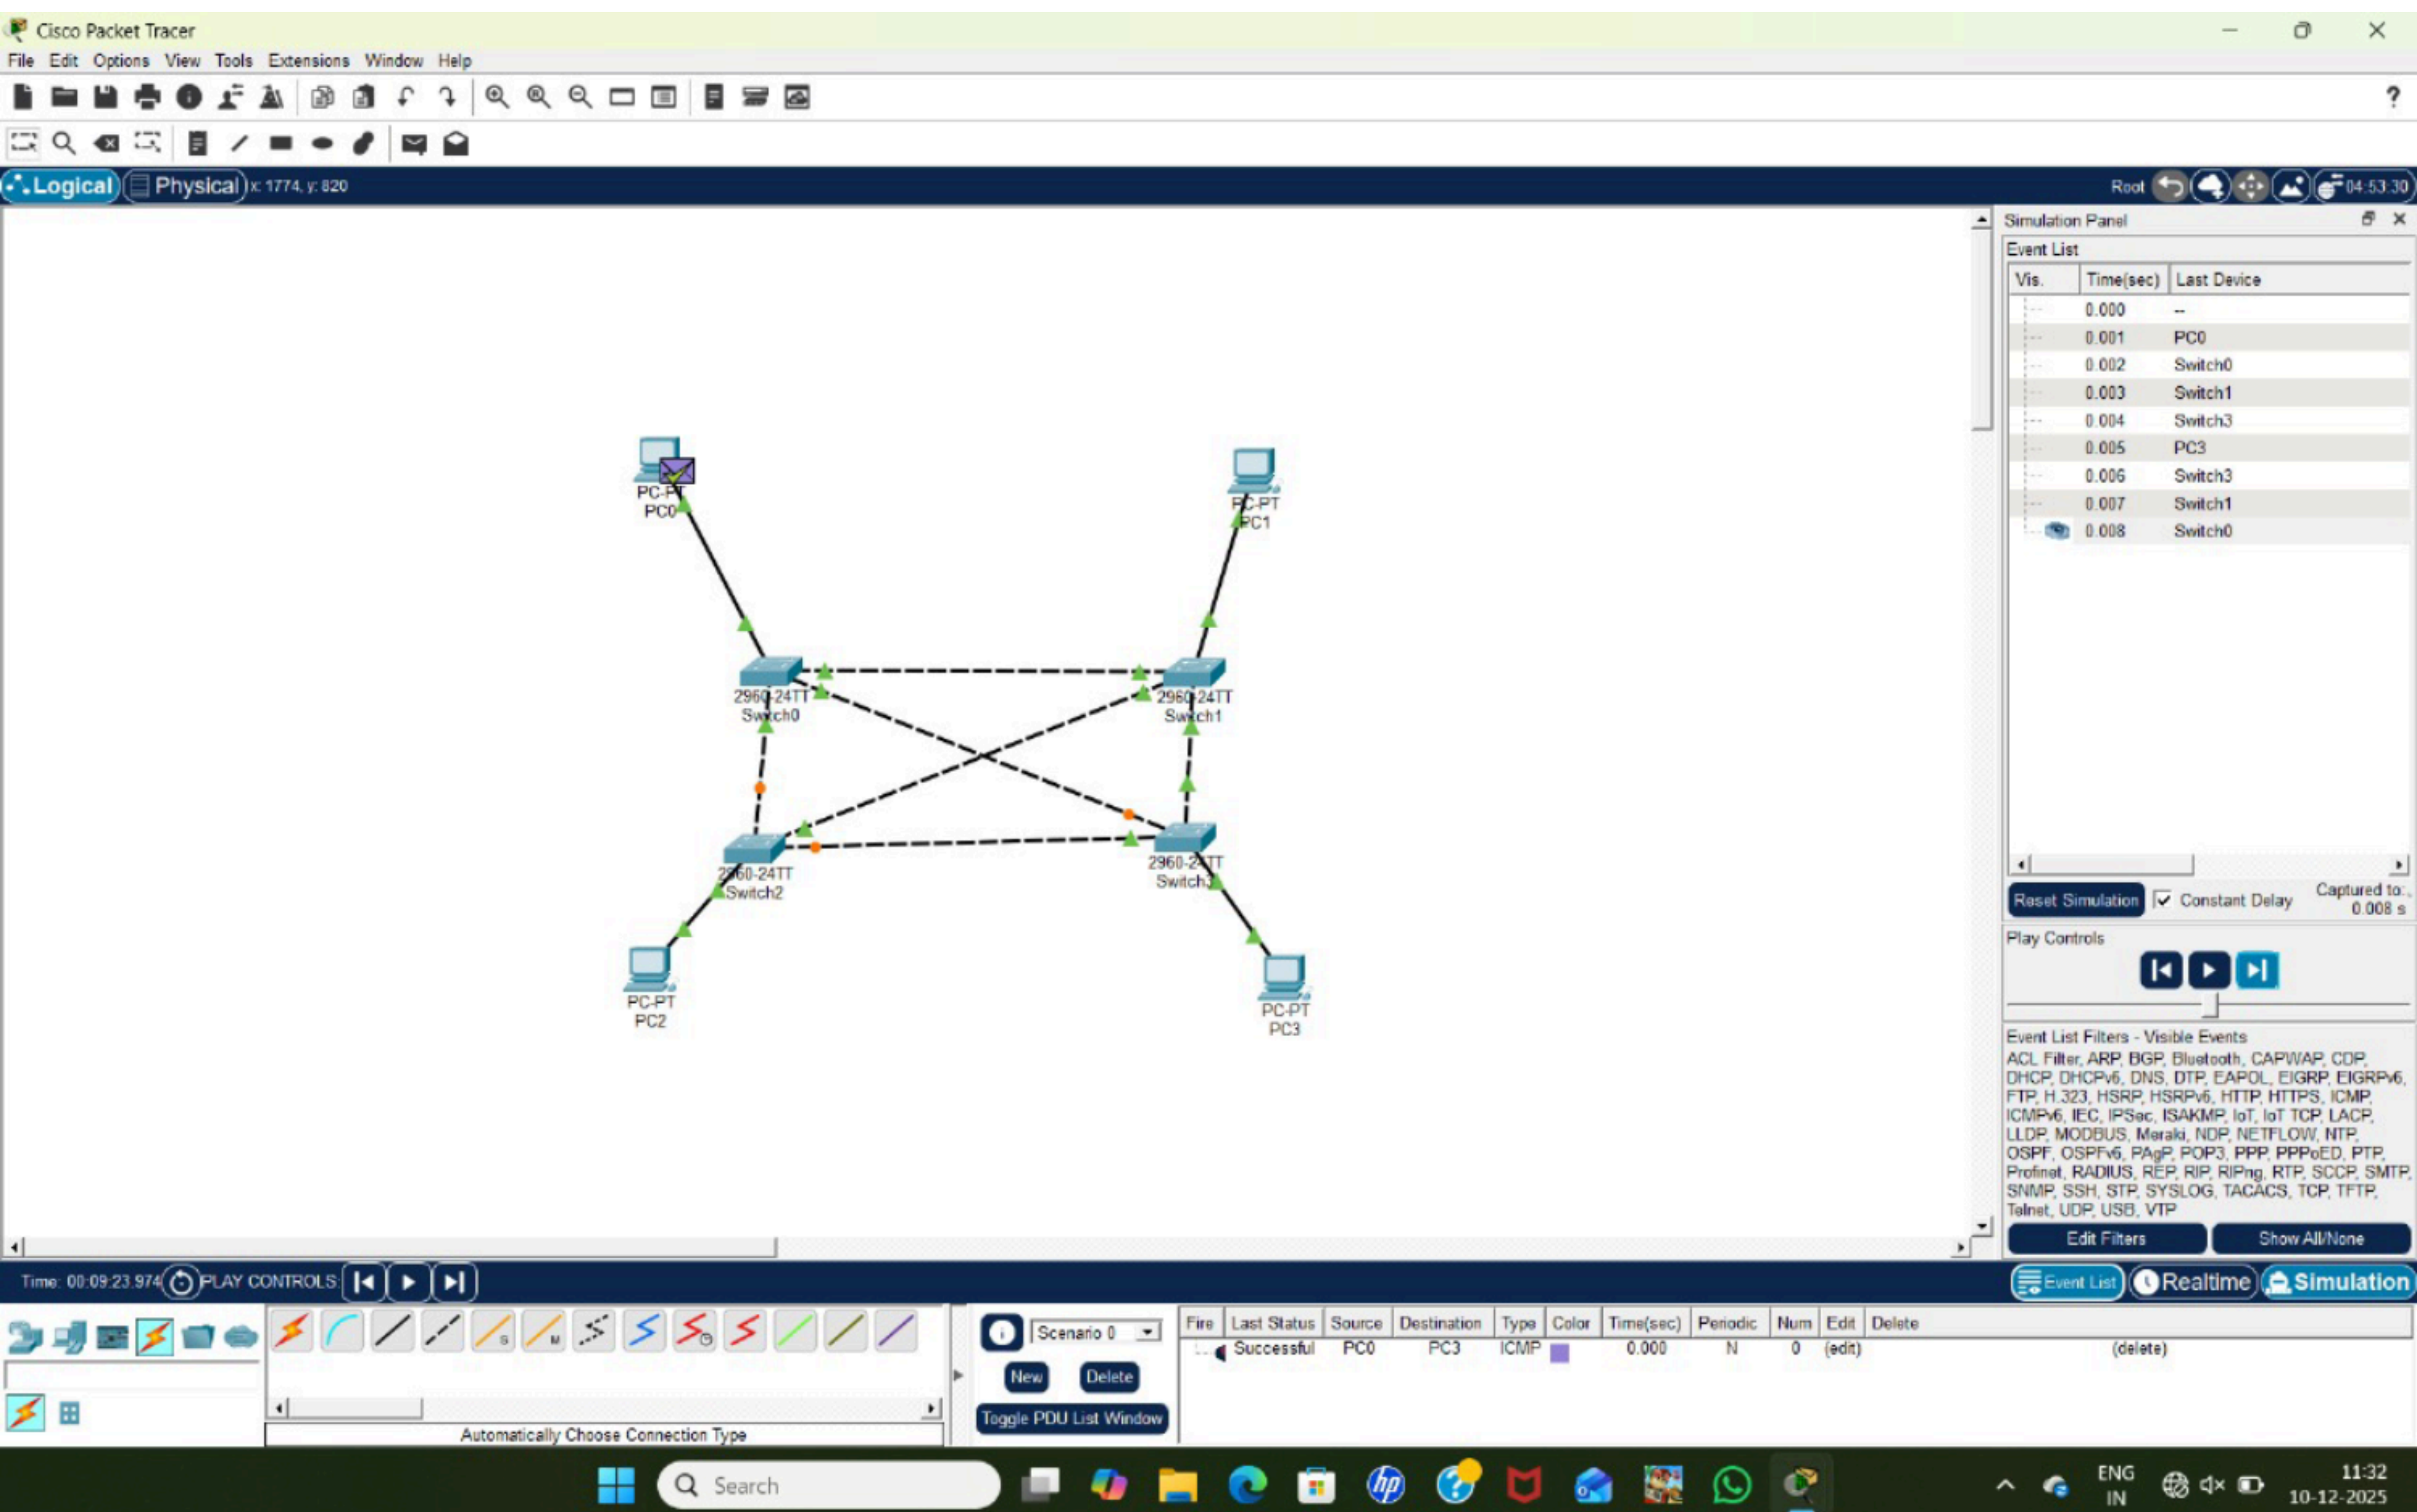 Cisco Packet Tracer
File Edit Options View Tools Extensions Window Help
?
Logical Physical x: 1774, y: 820
Root 04:53:30
Simulation Panel
Event List
Vis. Time(sec) Last Device
0.000 --
0.001 PC0
0.002 Switch0
0.003 Switch1
0.004 Switch3
0.005 PC3
0.006 Switch3
0.007 Switch1
0.008 Switch0
PC-PT
PC0
PC-PT
PC1
2960-24TT
Switch0
2960-24TT
Switch1
2960-24TT
Switch2
2960-24TT
Switch3
PC-PT
PC2
PC-PT
PC3
Reset Simulation Constant Delay Captured to:
0.008 s
Play Controls
Event List Filters - Visible Events
ACL Filter, ARP, BGP, Bluetooth, CAPWAP, CDP,
DHCP, DHCPv6, DNS, DTP, EAPOL, EIGRP, EIGRPv6,
FTP, H.323, HSRP, HSRPv6, HTTP, HTTPS, ICMP,
ICMPv6, IEC, IPSec, ISAKMP, IoT, IoT TCP, LACP,
LLDP, MODBUS, Meraki, NDP, NETFLOW, NTP,
OSPF, OSPFv6, PAgP, POP3, PPP, PPPoED, PTP,
Profinet, RADIUS, REP, RIP, RIPng, RTP, SCCP, SMTP,
SNMP, SSH, STP, SYSLOG, TACACS, TCP, TFTP,
Telnet, UDP, USB, VTP
Edit Filters Show All/None
Time: 00:09:23.974 PLAY CONTROLS:
Event List Realtime Simulation
S M
Automatically Choose Connection Type
Scenario 0
New Delete
Toggle PDU List Window
Fire Last Status Source Destination Type Color Time(sec) Periodic Num Edit Delete
Successful PC0 PC3 ICMP 0.000 N 0 (edit) (delete)
Search
hp
ENG
IN
11:32
10-12-2025